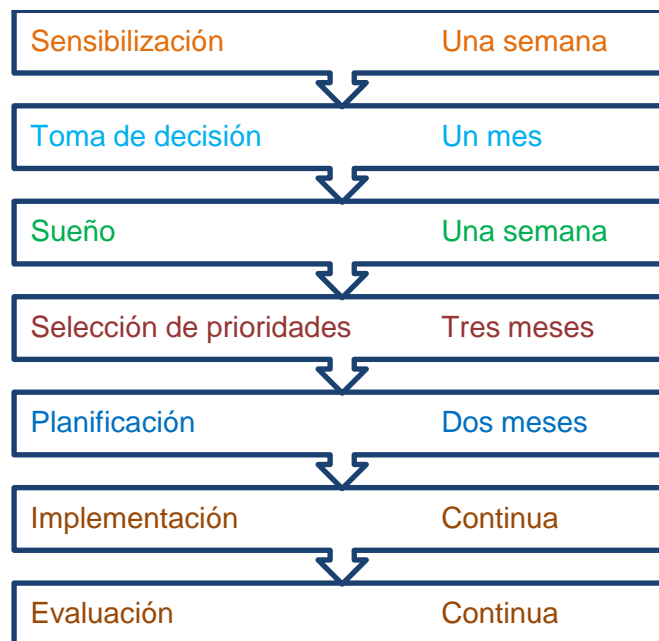 Sensibilización Una semana
Toma de decisión Un mes
Sueño Una semana
Selección de prioridades Tres meses
Planificación Dos meses
Implementación Continua
Evaluación Continua